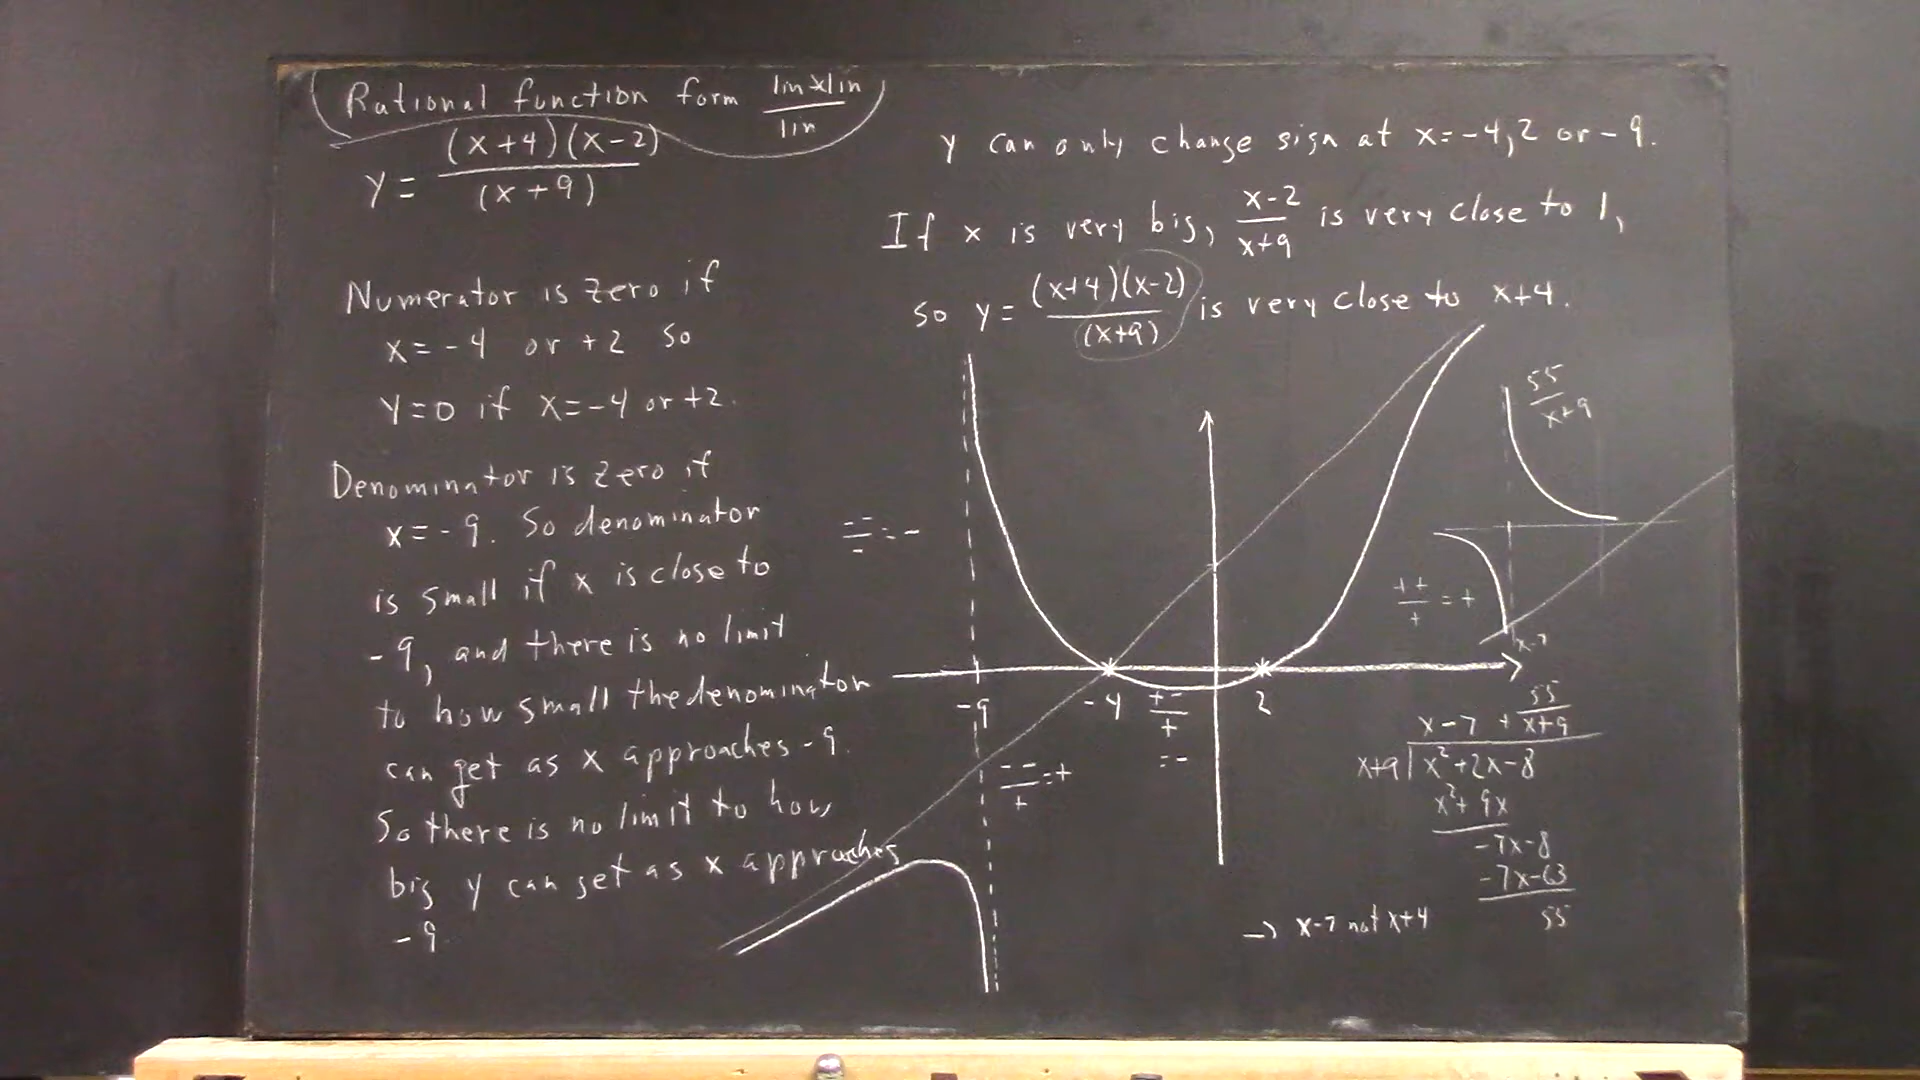 Rational function form lin×lin/lin
y = (x+4)(x-2)/(x+9)
Numerator is zero if
x=-4 or +2 so
y=0 if x=-4 or +2.
Denominator is zero if
x=-9. So denominator
is small if x is close to
-9, and there is no limit
to how small the denominator
can get as x approaches -9.
So there is no limit to how
big y can get as x approaches
-9
y can only change sign at x=-4, 2 or -9.
If x is very big, x-2/x+9 is very close to 1,
so y = (x+4)(x-2)/(x+9) is very close to x+4.
55/x+9
--/- = -
++/+ = +
x-7
-9
-4
2
+-/+
= -
--/+ = +
x-7 + 55/x+9
x+9 | x²+2x-8
x²+9x
-7x-8
-7x-63
55
→ x-7 not x+4